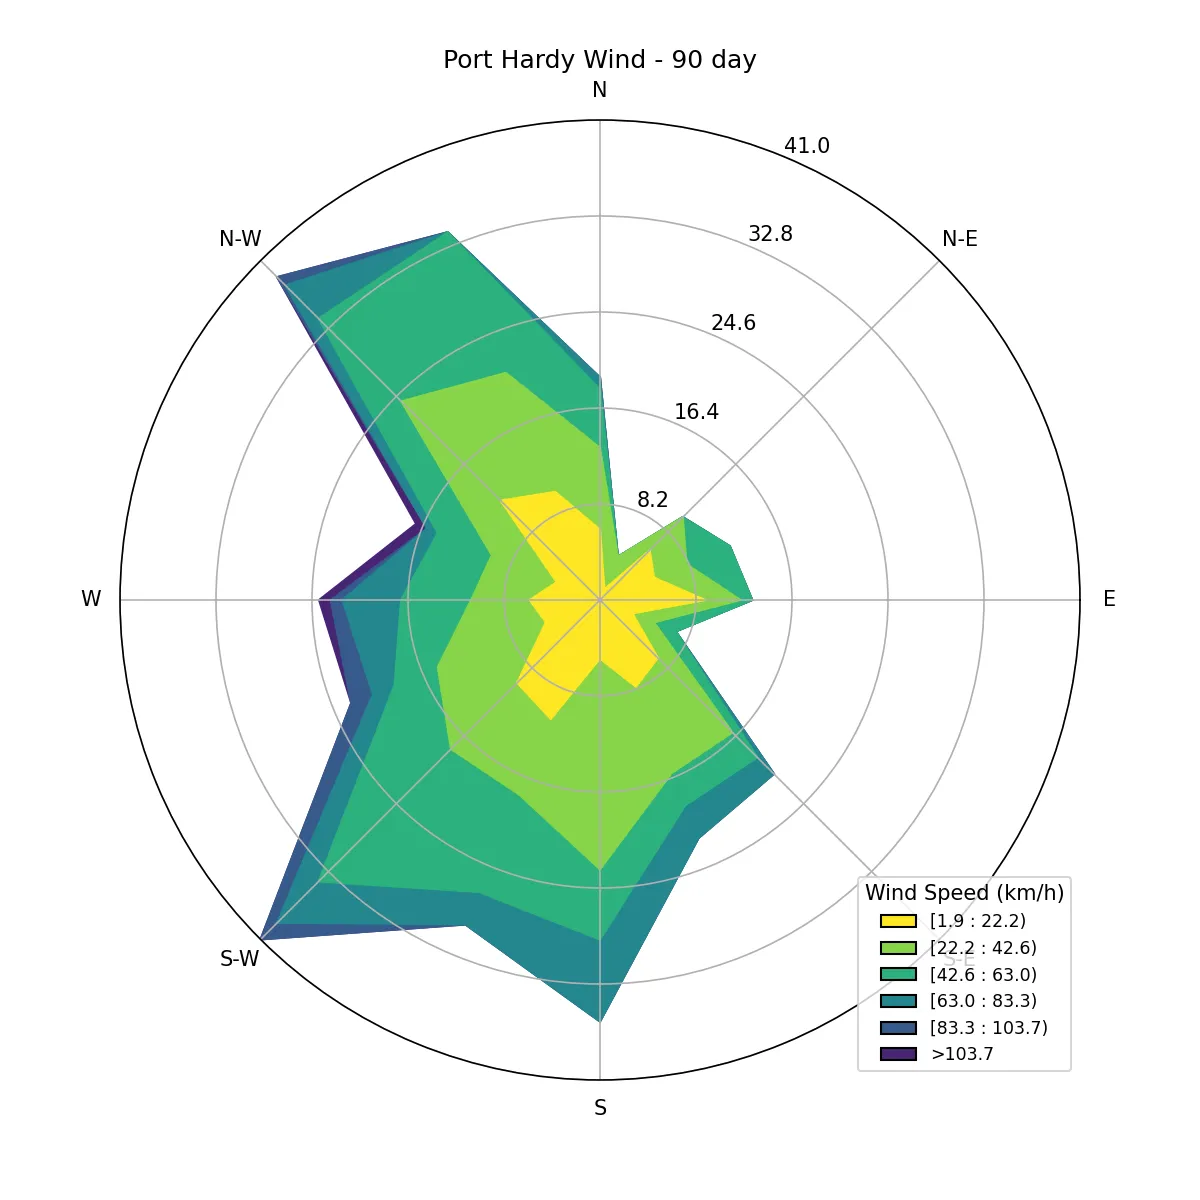 Port Hardy Wind - 90 day
N
41.0
N-W
32.8
N-E
24.6
16.4
8.2
W
E
S-W
S-E
S
Wind Speed (km/h)
[1.9 : 22.2)
[22.2 : 42.6)
[42.6 : 63.0)
[63.0 : 83.3)
[83.3 : 103.7)
>103.7